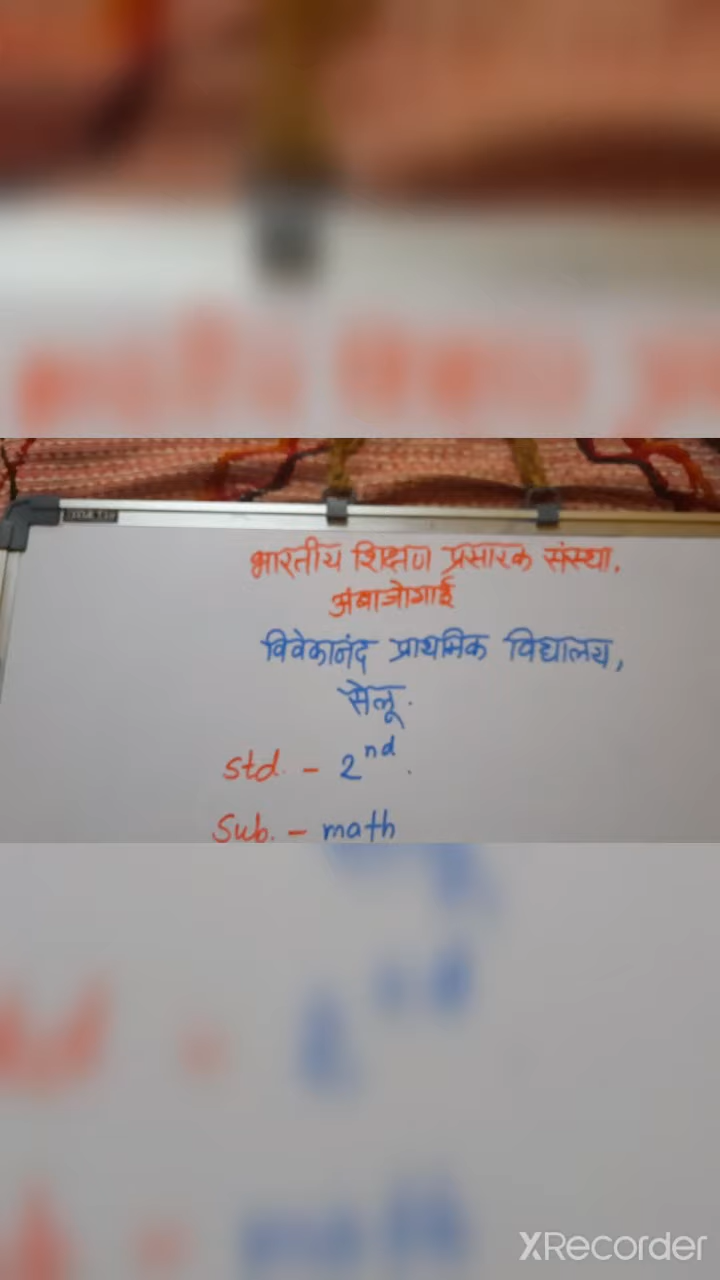 भारतीय शिक्षण प्रसारक संस्था.
अंबाजोगाई
विवेकानंद प्राथमिक विद्यालय,
सेलू.
Std. - 2nd.
Sub. - math
XRecorder